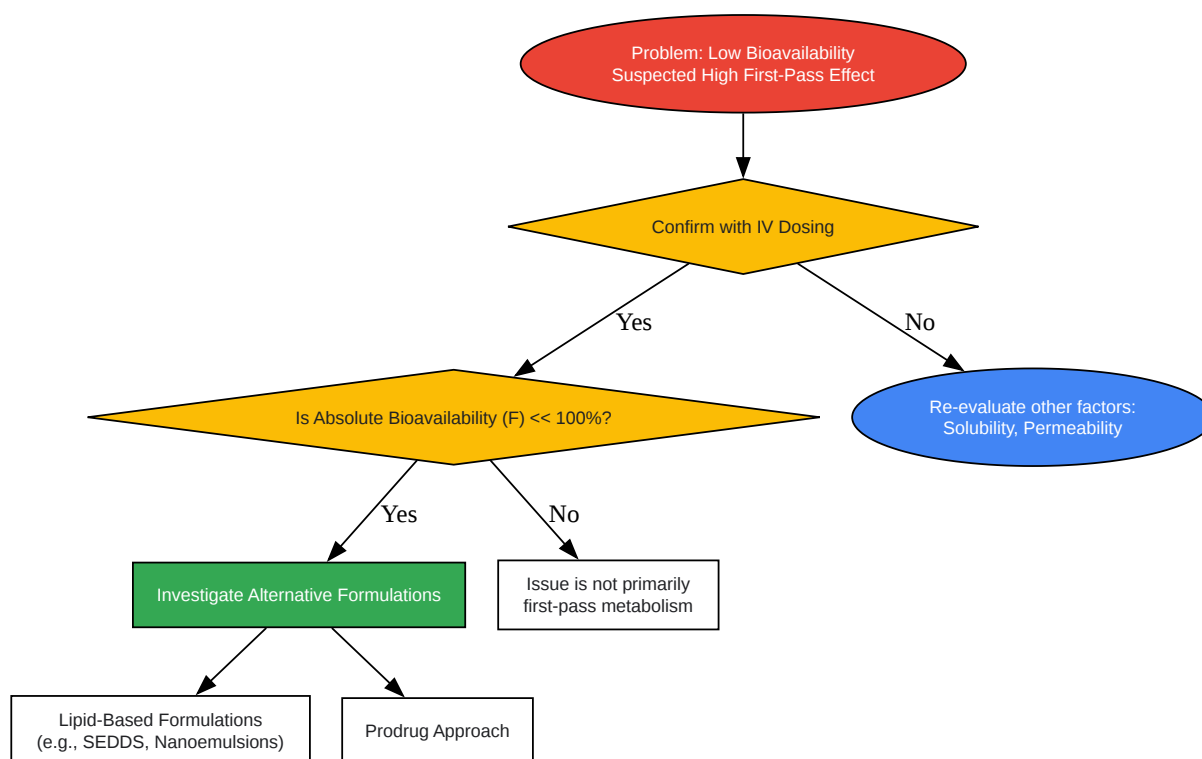 Problem: Low Bioavailability
Suspected High First-Pass Effect
Confirm with IV Dosing
Yes
No
Is Absolute Bioavailability (F) << 100%?
Re-evaluate other factors:
Solubility, Permeability
Yes
No
Investigate Alternative Formulations
Issue is not primarily
first-pass metabolism
Lipid-Based Formulations
(e.g., SEDDS, Nanoemulsions)
Prodrug Approach